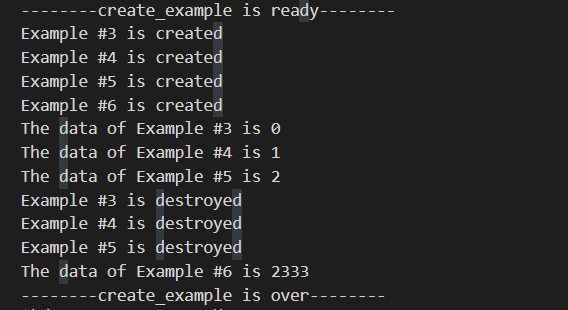 --------create_example is ready--------
Example #3 is created
Example #4 is created
Example #5 is created
Example #6 is created
The data of Example #3 is 0
The data of Example #4 is 1
The data of Example #5 is 2
Example #3 is destroyed
Example #4 is destroyed
Example #5 is destroyed
The data of Example #6 is 2333
--------create_example is over--------